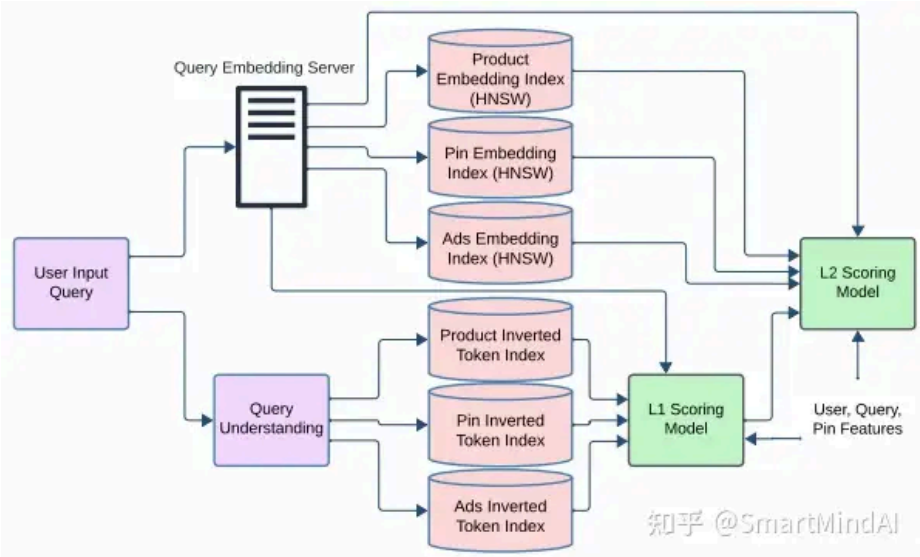 Query Embedding Server
Product
Embedding Index
(HNSW)
Pin Embedding
Index (HNSW)
Ads Embedding
Index (HNSW)
User Input
Query
L2 Scoring
Model
Product Inverted
Token Index
Query
Understanding
Pin Inverted
Token Index
L1 Scoring
Model
User, Query,
Pin Features
Ads Inverted
Token Index
知乎 @SmartMindAI